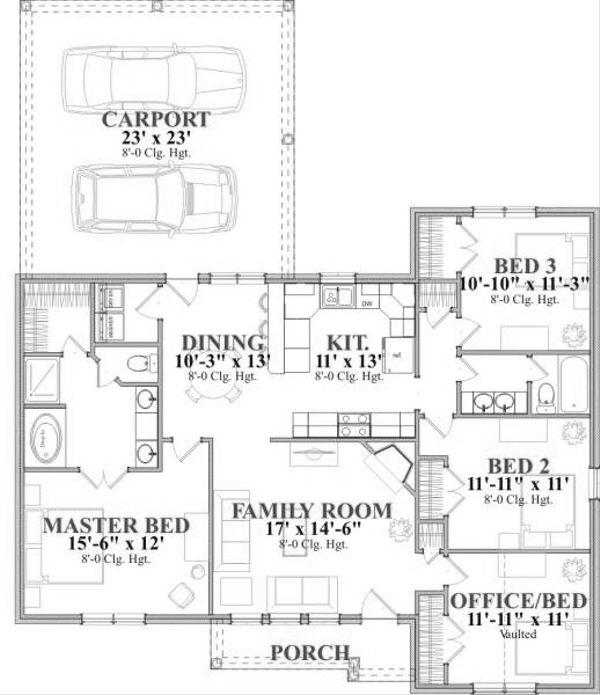 CARPORT
23' x 23'
8'-0 Clg. Hgt.
BED 3
10'-10" x 11'-3"
8'-0 Clg. Hgt.
DW
DINING
10'-3" x 13'
8'-0 Clg. Hgt.
KIT.
11' x 13'
8'-0 Clg. Hgt.
ref.
BED 2
11'-11" x 11'
8'-0 Clg. Hgt.
MASTER BED
15'-6" x 12'
8'-0 Clg. Hgt.
FAMILY ROOM
17' x 14'-6"
8'-0 Clg. Hgt.
OFFICE/BED
11'-11" x 11'
Vaulted
PORCH